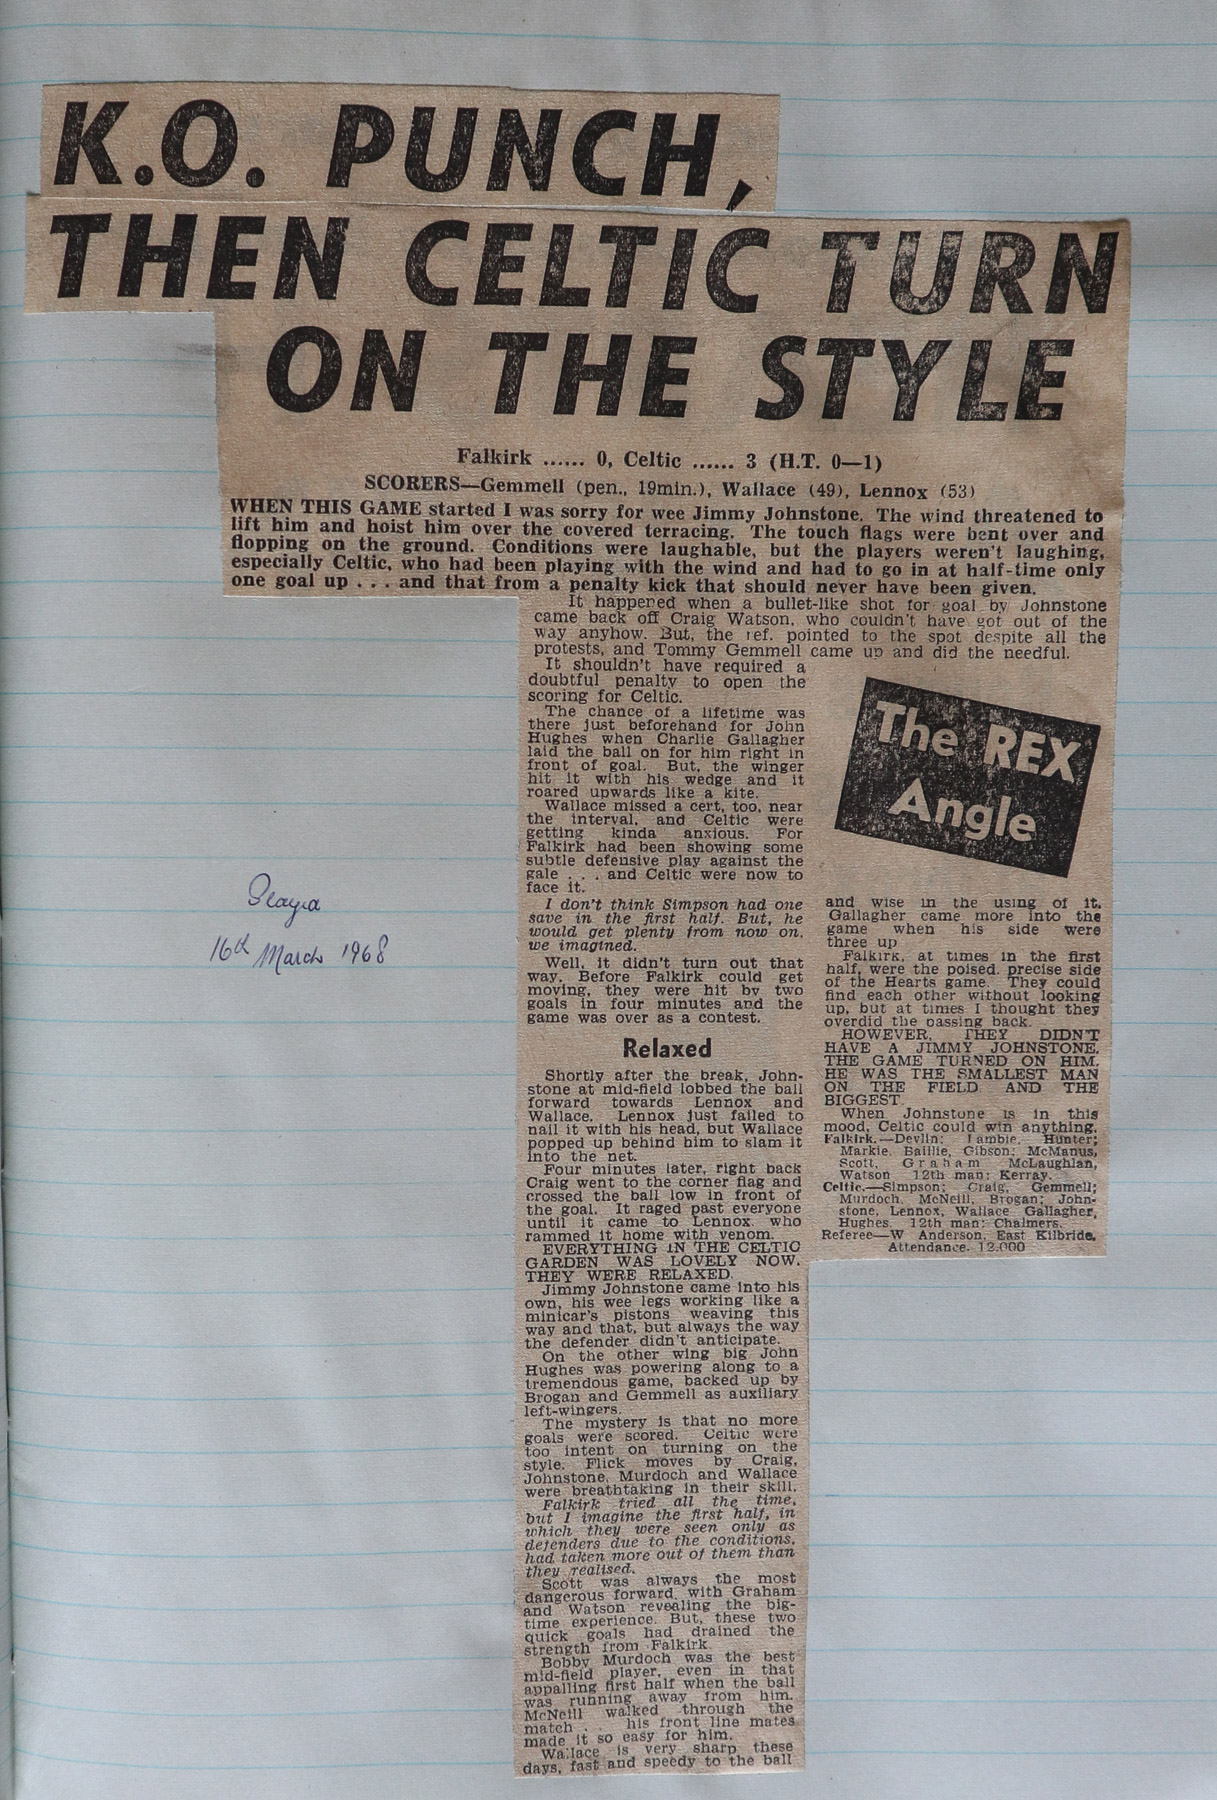 K.O. PUNCH,
THEN CELTIC TURN
ON THE STYLE
Falkirk ...... 0, Celtic ...... 3 (H.T. 0—1)
SCORERS—Gemmell (pen., 19min.), Wallace (49), Lennox (53)
WHEN THIS GAME started I was sorry for wee Jimmy Johnstone. The wind threatened to
lift him and hoist him over the covered terracing. The touch flags were bent over and
flopping on the ground. Conditions were laughable, but the players weren't laughing,
especially Celtic, who had been playing with the wind and had to go in at half-time only
one goal up . . . and that from a penalty kick that should never have been given.
It happened when a bullet-like shot for goal by Johnstone
came back off Craig Watson, who couldn't have got out of the
way anyhow. But, the ref. pointed to the spot despite all the
protests, and Tommy Gemmell came up and did the needful.
It shouldn't have required a
doubtful penalty to open the
scoring for Celtic.
The chance of a lifetime was
there just beforehand for John
Hughes when Charlie Gallagher
laid the ball on for him right in
front of goal. But, the winger
hit it with his wedge and it
roared upwards like a kite.
Wallace missed a cert, too, near
the interval, and Celtic were
getting kinda anxious. For
Falkirk had been showing some
subtle defensive play against the
gale . . . and Celtic were now to
face it.
I don't think Simpson had one
save in the first half. But, he
would get plenty from now on,
we imagined.
Well, it didn't turn out that
way. Before Falkirk could get
moving, they were hit by two
goals in four minutes and the
game was over as a contest.
Relaxed
Shortly after the break, John-
stone at mid-field lobbed the ball
forward towards Lennox and
Wallace. Lennox just failed to
nail it with his head, but Wallace
popped up behind him to slam it
into the net.
Four minutes later, right back
Craig went to the corner flag and
crossed the ball low in front of
the goal. It raged past everyone
until it came to Lennox, who
rammed it home with venom.
EVERYTHING IN THE CELTIC
GARDEN WAS LOVELY NOW.
THEY WERE RELAXED.
Jimmy Johnstone came into his
own, his wee legs working like a
minicar's pistons weaving this
way and that, but always the way
the defender didn't anticipate.
On the other wing big John
Hughes was powering along to a
tremendous game, backed up by
Brogan and Gemmell as auxiliary
left-wingers.
The mystery is that no more
goals were scored. Celtic were
too intent on turning on the
style. Flick moves by Craig,
Johnstone, Murdoch and Wallace
were breathtaking in their skill.
Falkirk tried all the time,
but I imagine the first half, in
which they were seen only as
defenders due to the conditions,
had taken more out of them than
they realised.
Scott was always the most
dangerous forward, with Graham
and Watson revealing the big-
time experience. But, these two
quick goals had drained the
strength from Falkirk.
Bobby Murdoch was the best
mid-field player, even in that
appalling first half when the ball
was running away from him.
McNeill walked through the
match . . his front line mates
made it so easy for him.
Wallace is very sharp these
days, fast and speedy to the ball
The REX
Angle
and wise in the using of it.
Gallagher came more into the
game when his side were
three up
Falkirk, at times in the first
half, were the poised, precise side
of the Hearts game. They could
find each other without looking
up, but at times I thought they
overdid the passing back.
HOWEVER, THEY DIDN'T
HAVE A JIMMY JOHNSTONE.
THE GAME TURNED ON HIM.
HE WAS THE SMALLEST MAN
ON THE FIELD AND THE
BIGGEST.
When Johnstone is in this
mood, Celtic could win anything.
Falkirk.—Devlin; Lambie, Hunter;
Markie, Baillie, Gibson; McManus,
Scott, Graham McLaughlan,
Watson 12th man: Kerray.
Celtic.—Simpson; Craig, Gemmell;
Murdoch, McNeill, Brogan; John-
stone, Lennox, Wallace Gallagher,
Hughes. 12th man: Chalmers.
Referee—W Anderson, East Kilbride.
Attendance. 12.000
Played
16th March 1968